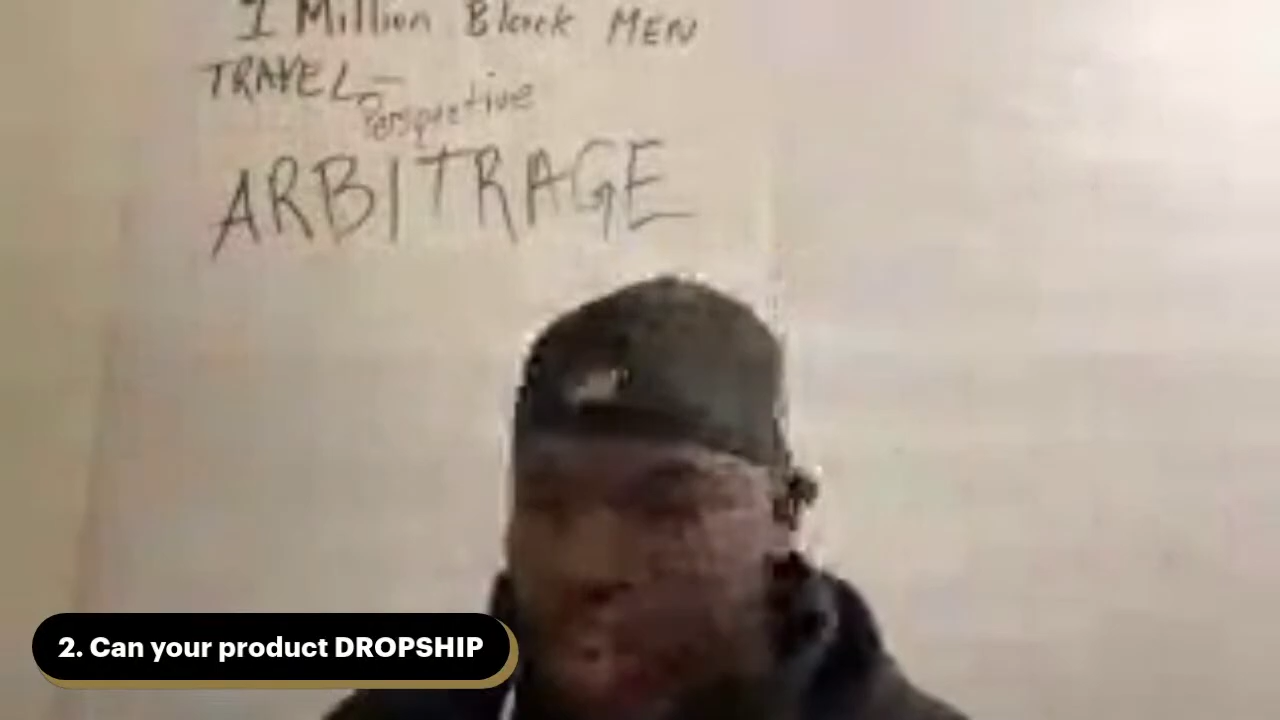 1 Million Black MEN
TRAVEL-
Perspective
ARBITRAGE
2. Can your product DROPSHIP